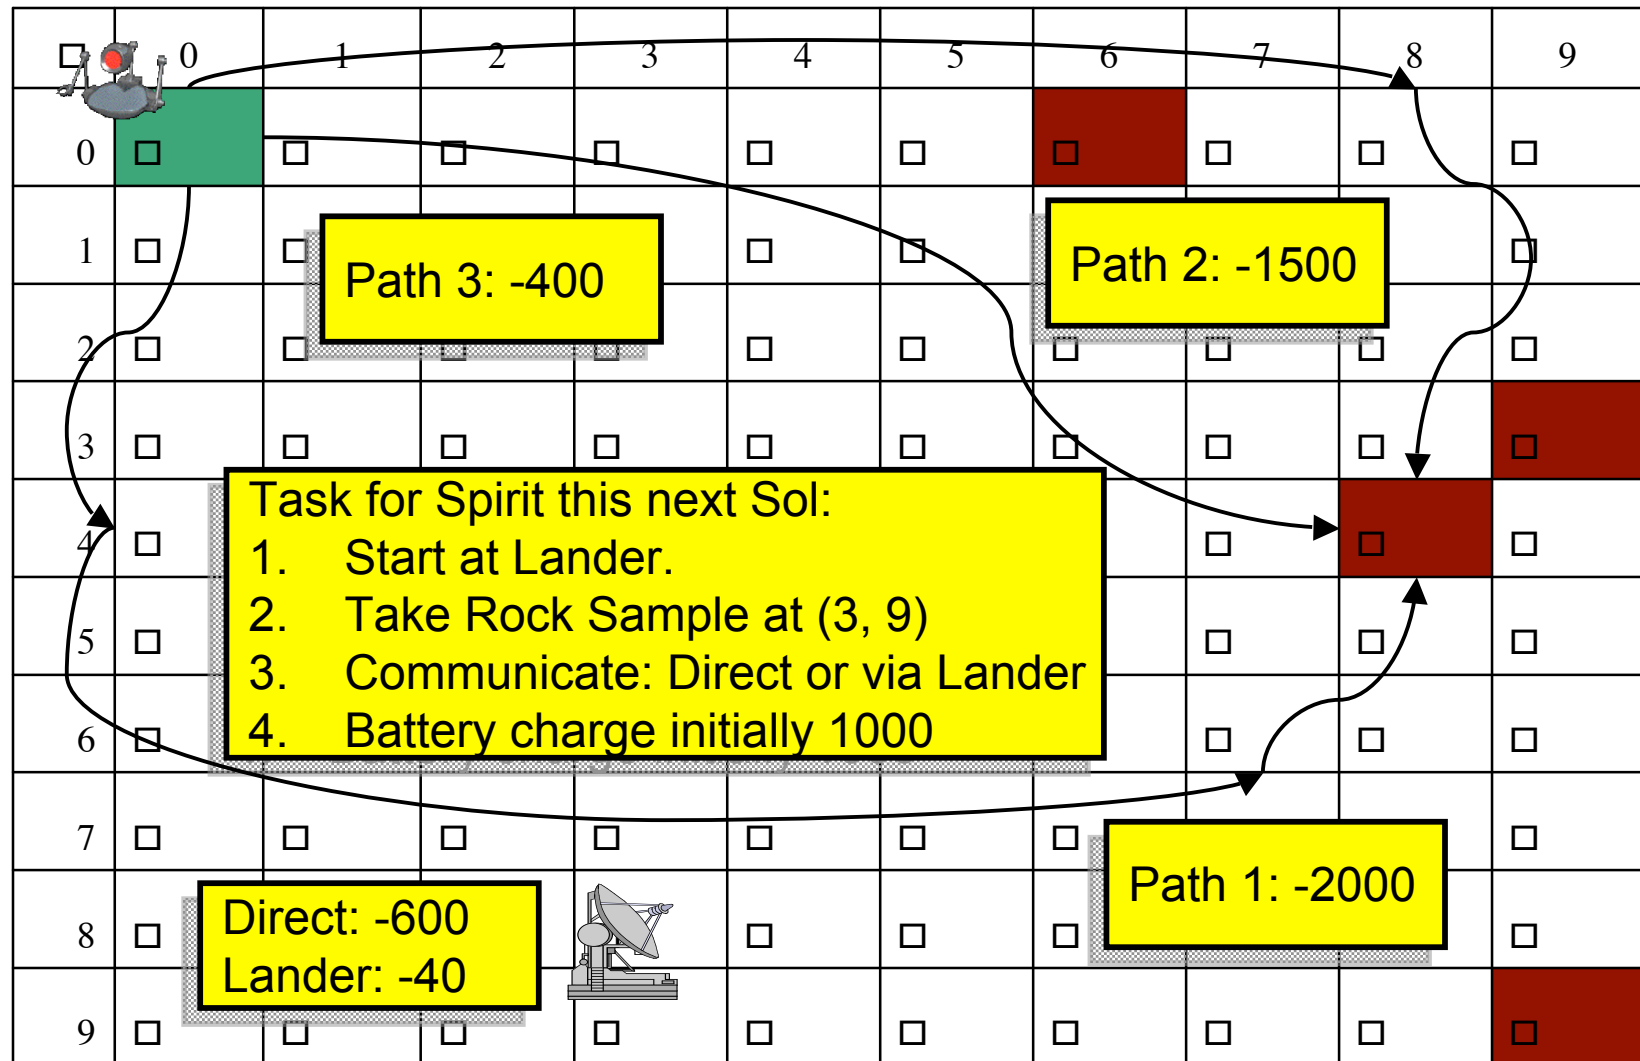 0 1 2 3 4 5 6 7 8 9
0
1
Path 3: -400
Path 2: -1500
2
3
Task for Spirit this next Sol:
1. Start at Lander.
2. Take Rock Sample at (3, 9)
3. Communicate: Direct or via Lander
4. Battery charge initially 1000
4
5
6
7
Path 1: -2000
Direct: -600
Lander: -40
8
9